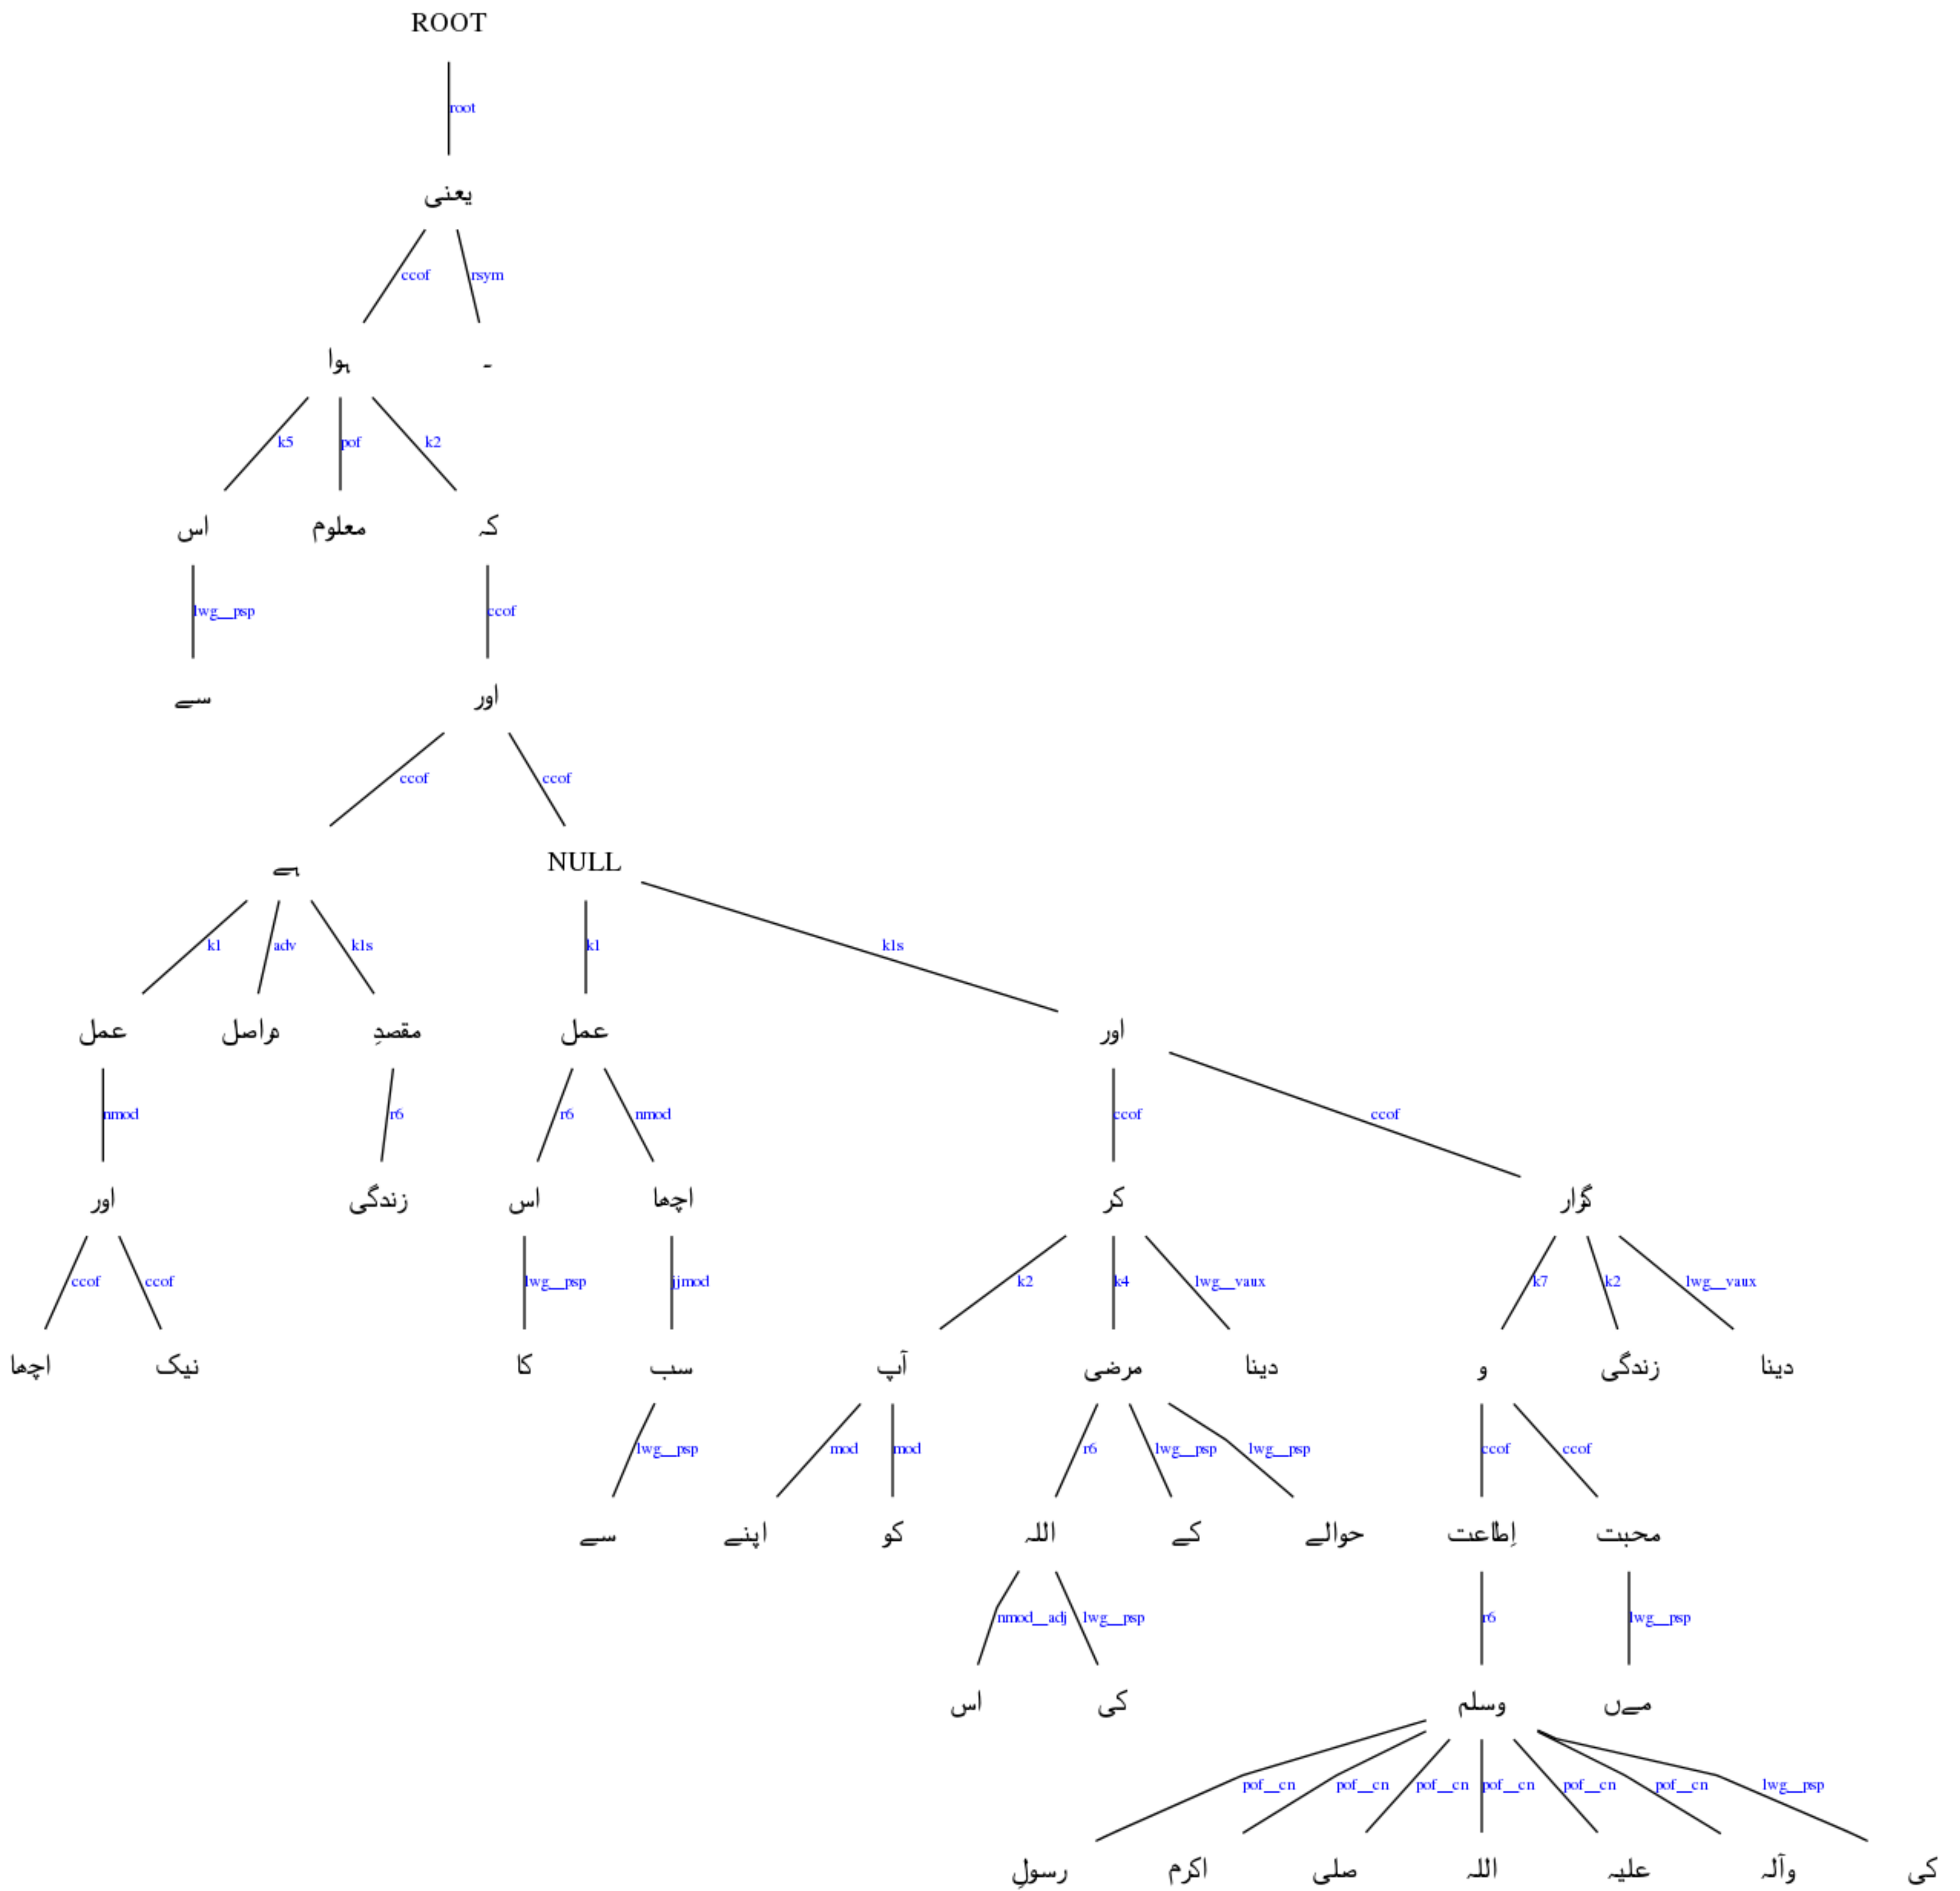 ROOT
root
یعنی
ccof rsym
ہوا ۔
k5 pof k2
اس معلوم کہ
lwg__psp ccof
سے اور
ccof ccof
ہے NULL
k1 adv k1s k1 k1s
عمل مقصدِ عمل اور
nmod r6 r6 nmod ccof ccof
اور زندگی اس اچھا کر گزار
ccof ccof lwg__psp jjmod k2 k4 lwg__vaux k7 k2 lwg__vaux
اچھا نیک کا سب آپ مرضی دینا و زندگی دینا
lwg__psp mod mod r6 lwg__psp lwg__psp ccof ccof
سے اپنے کو اللہ کے حوالے اِطاعت محبت
nmod__adj lwg__psp r6 lwg__psp
اس کی وسلم مےں
pof__cn pof__cn pof__cn pof__cn pof__cn pof__cn lwg__psp
رسولِ اکرم صلی اللہ علیہ وآلہ کی